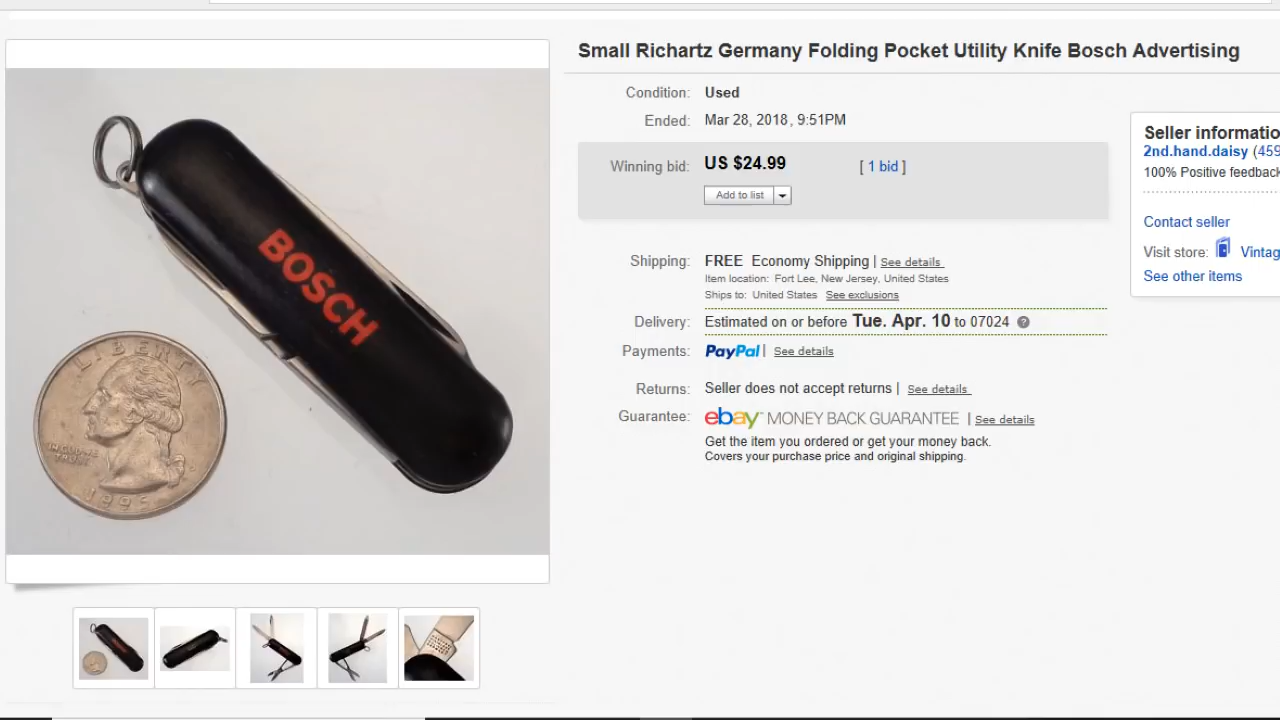 Small Richartz Germany Folding Pocket Utility Knife Bosch Advertising
Condition: Used
Ended: Mar 28, 2018 , 9:51PM
Winning bid: US $24.99 [ 1 bid ]
Add to list
Shipping: FREE Economy Shipping | See details
Item location: Fort Lee, New Jersey, United States
Ships to: United States See exclusions
Delivery: Estimated on or before Tue. Apr. 10 to 07024 ?
Payments: PayPal | See details
Returns: Seller does not accept returns | See details
Guarantee: ebay MONEY BACK GUARANTEE | See details
Get the item you ordered or get your money back.
Covers your purchase price and original shipping.
Seller informatio
2nd.hand.daisy (459
100% Positive feedback
Contact seller
Visit store: Vintag
See other items
BOSCH
LIBERTY
IN GOD WE
TRUST
1995